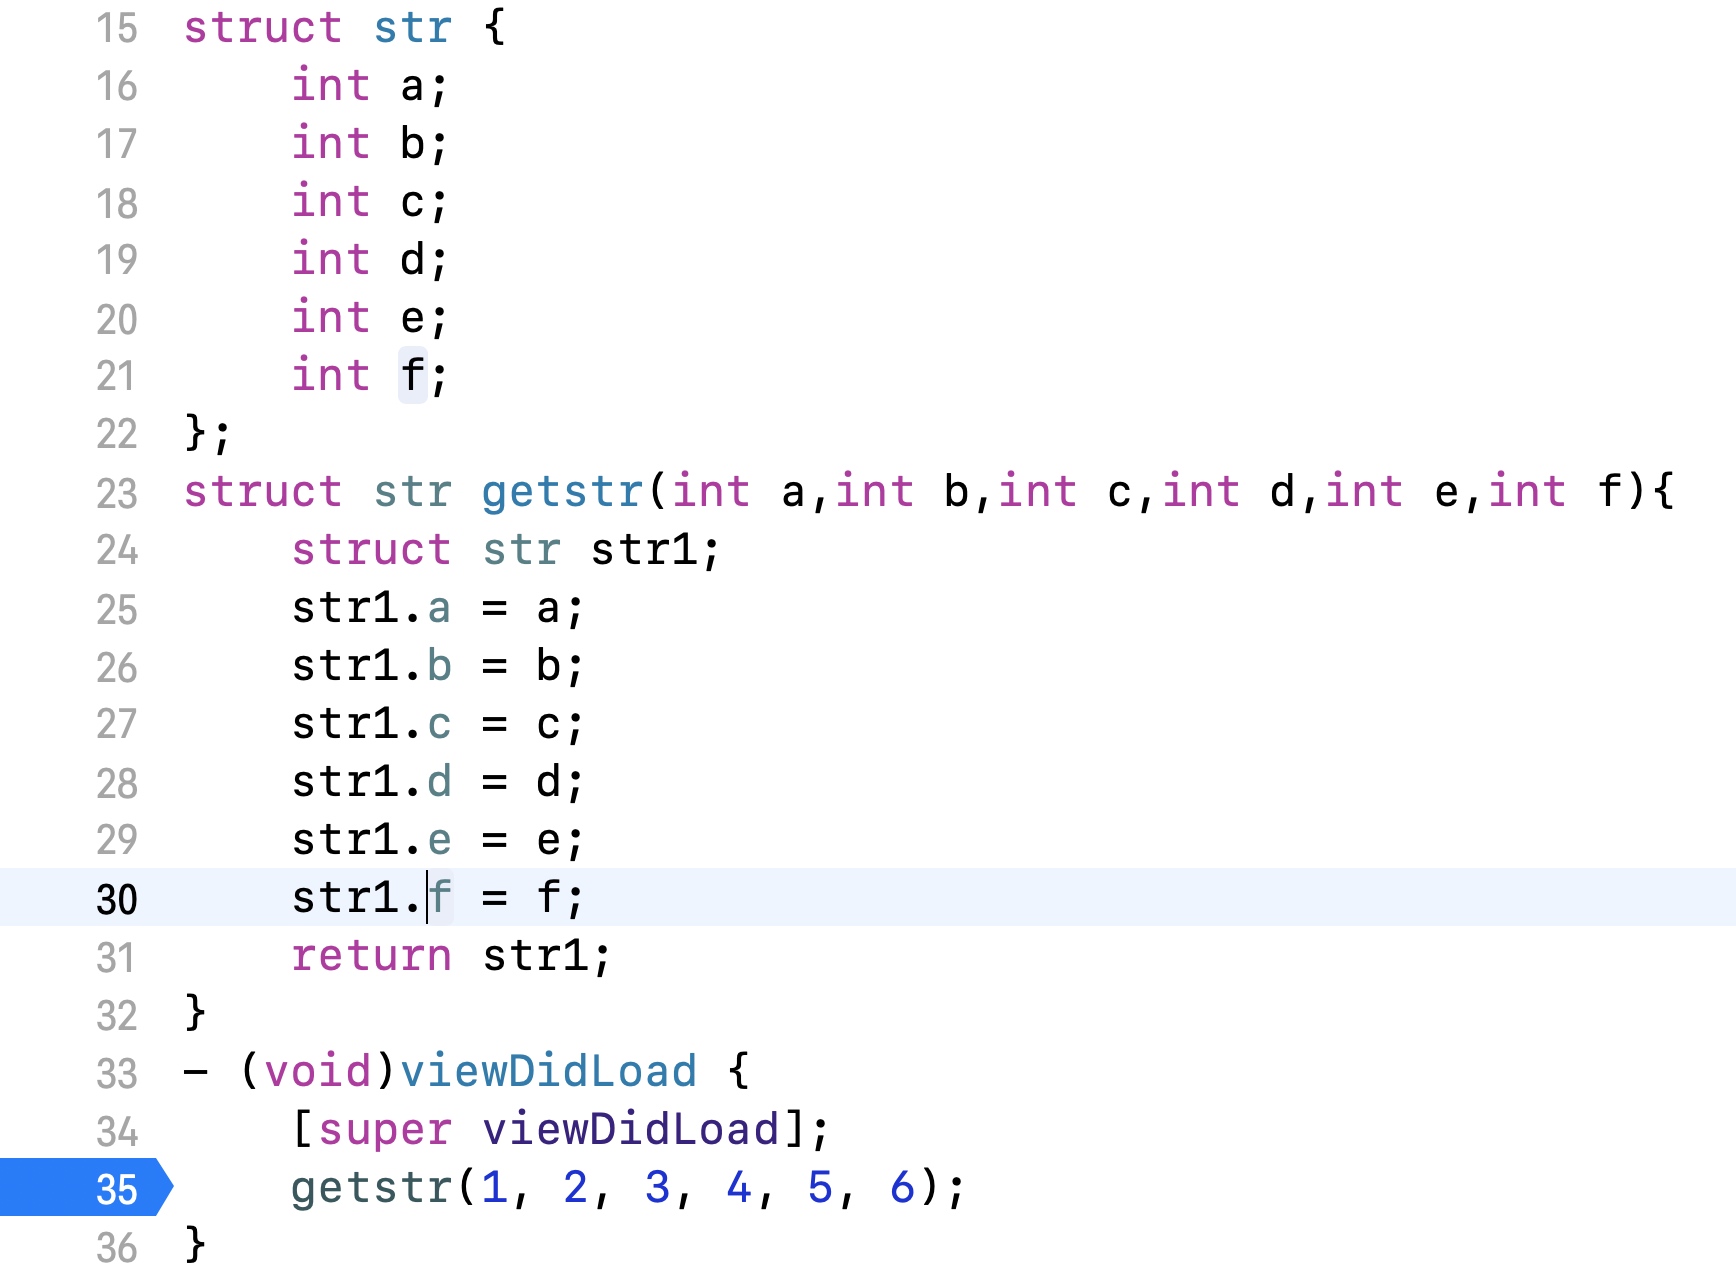 15 struct str {
16     int a;
17     int b;
18     int c;
19     int d;
20     int e;
21     int f;
22 };
23 struct str getstr(int a,int b,int c,int d,int e,int f){
24     struct str str1;
25     str1.a = a;
26     str1.b = b;
27     str1.c = c;
28     str1.d = d;
29     str1.e = e;
30     str1.f = f;
31     return str1;
32 }
33 - (void)viewDidLoad {
34     [super viewDidLoad];
35     getstr(1, 2, 3, 4, 5, 6);
36 }